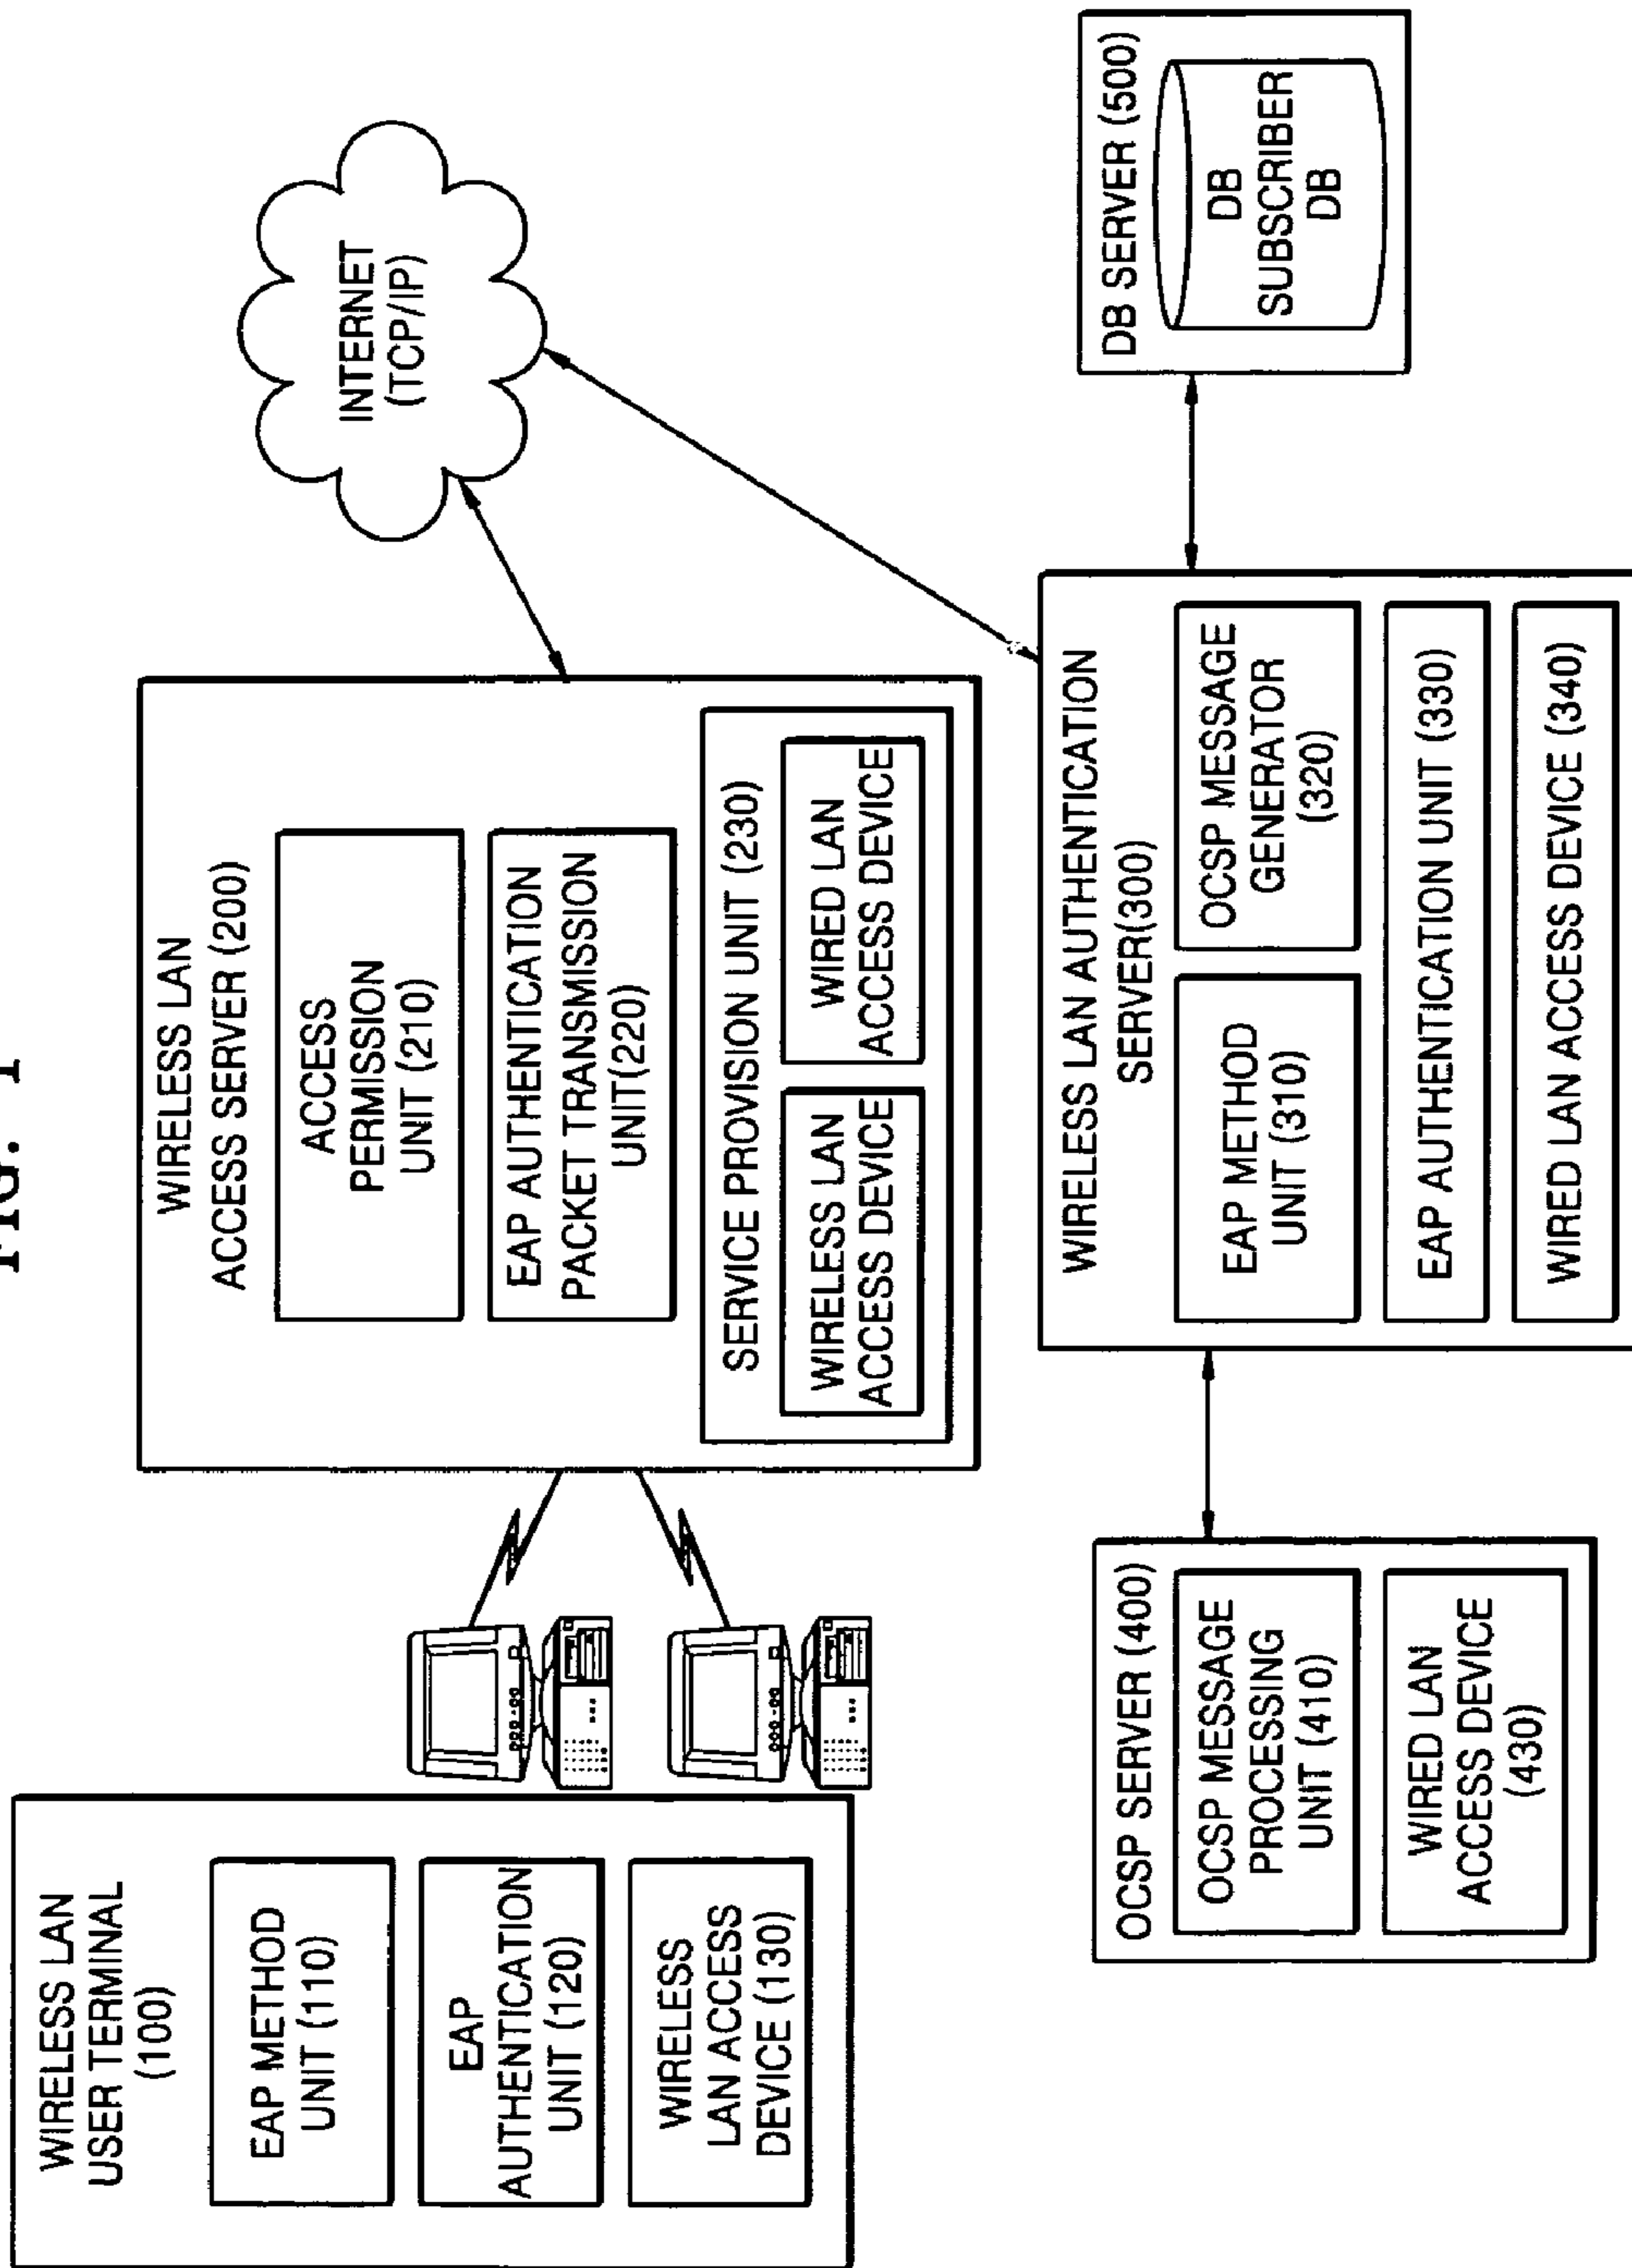 FIG. 1
WIRELESS LAN
USER TERMINAL
(100)
EAP METHOD
UNIT (110)
EAP
AUTHENTICATION
UNIT (120)
WIRELESS
LAN ACCESS
DEVICE (130)
WIRELESS LAN
ACCESS SERVER (200)
ACCESS
PERMISSION
UNIT (210)
EAP AUTHENTICATION
PACKET TRANSMISSION
UNIT(220)
SERVICE PROVISION UNIT (230)
WIRELESS LAN
ACCESS DEVICE
WIRED LAN
ACCESS DEVICE
INTERNET
(TCP/IP)
OCSP SERVER (400)
OCSP MESSAGE
PROCESSING
UNIT (410)
WIRED LAN
ACCESS DEVICE
(430)
WIRELESS LAN AUTHENTICATION
SERVER(300)
EAP METHOD
UNIT (310)
OCSP MESSAGE
GENERATOR
(320)
EAP AUTHENTICATION UNIT (330)
WIRED LAN ACCESS DEVICE (340)
DB SERVER (500)
DB
SUBSCRIBER
DB